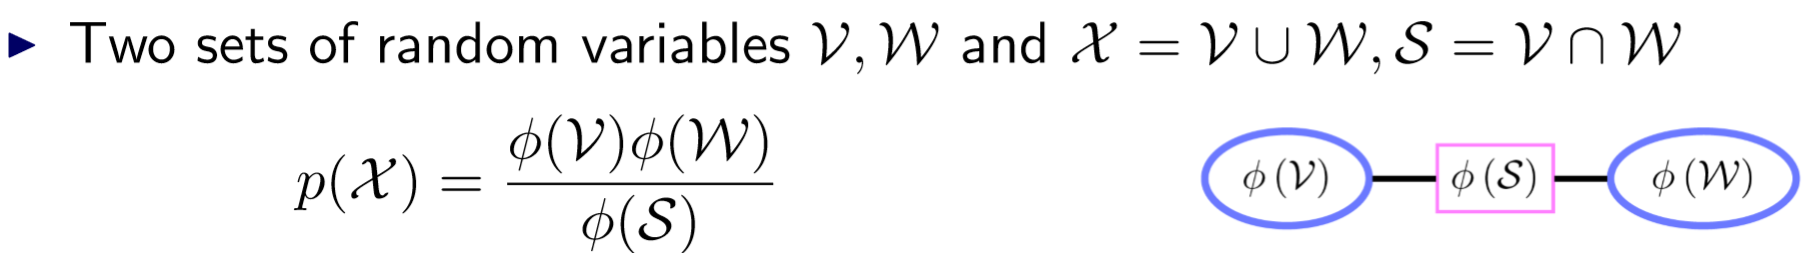 ▶ Two sets of random variables 𝒱, 𝒲 and 𝒳 = 𝒱 ∪ 𝒲, 𝒮 = 𝒱 ∩ 𝒲
p(𝒳) = ϕ(𝒱)ϕ(𝒲) / ϕ(𝒮)
ϕ(𝒱) ϕ(𝒮) ϕ(𝒲)